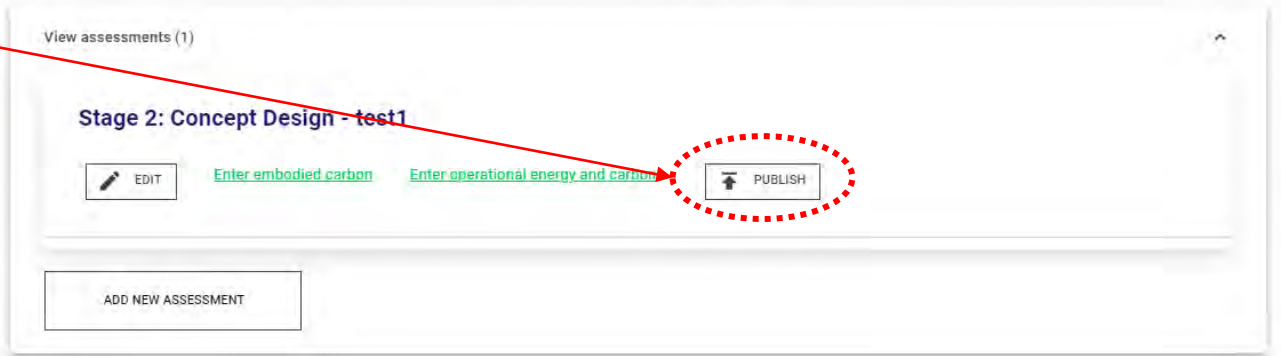 View assessments (1)
Stage 2: Concept Design - test1
EDIT
Enter embodied carbon
Enter operational energy and carbon
PUBLISH
ADD NEW ASSESSMENT